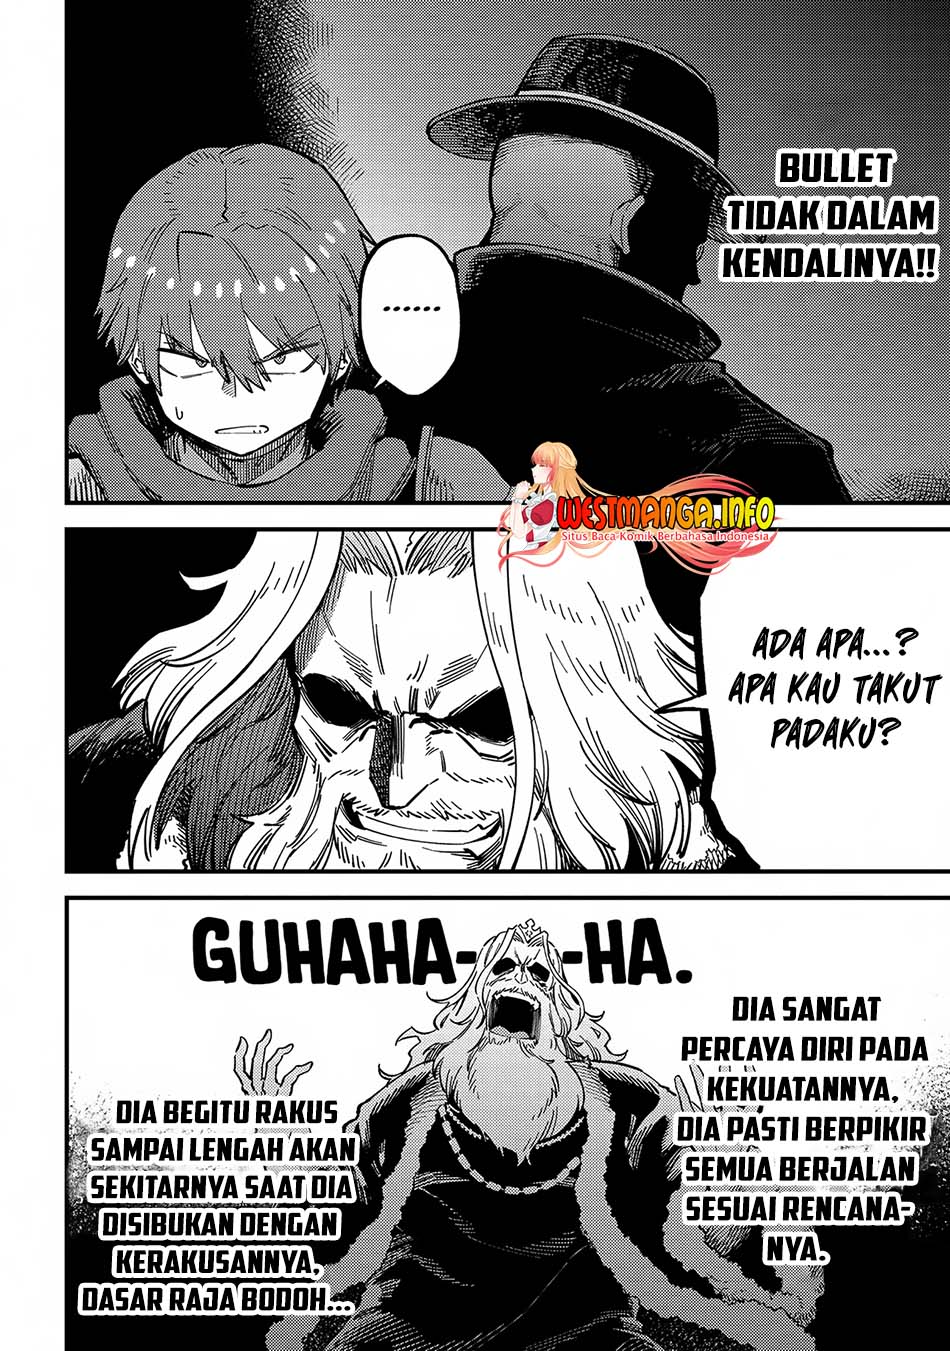 BULLET
TIDAK DALAM
KENDALINYA!!
........
WESTMANGA.INFO
Situs Baca Komik Berbahasa Indonesia
ADA APA...?
APA KAU TAKUT
PADAKU?
GUHAHA-HA.
DIA SANGAT
PERCAYA DIRI PADA
KEKUATANNYA,
DIA PASTI BERPIKIR
SEMUA BERJALAN
SESUAI RENCANA-
NYA.
DIA BEGITU RAKUS
SAMPAI LENGAH AKAN
SEKITARNYA SAAT DIA
DISIBUKAN DENGAN
KERAKUSANNYA,
DASAR RAJA BODOH...